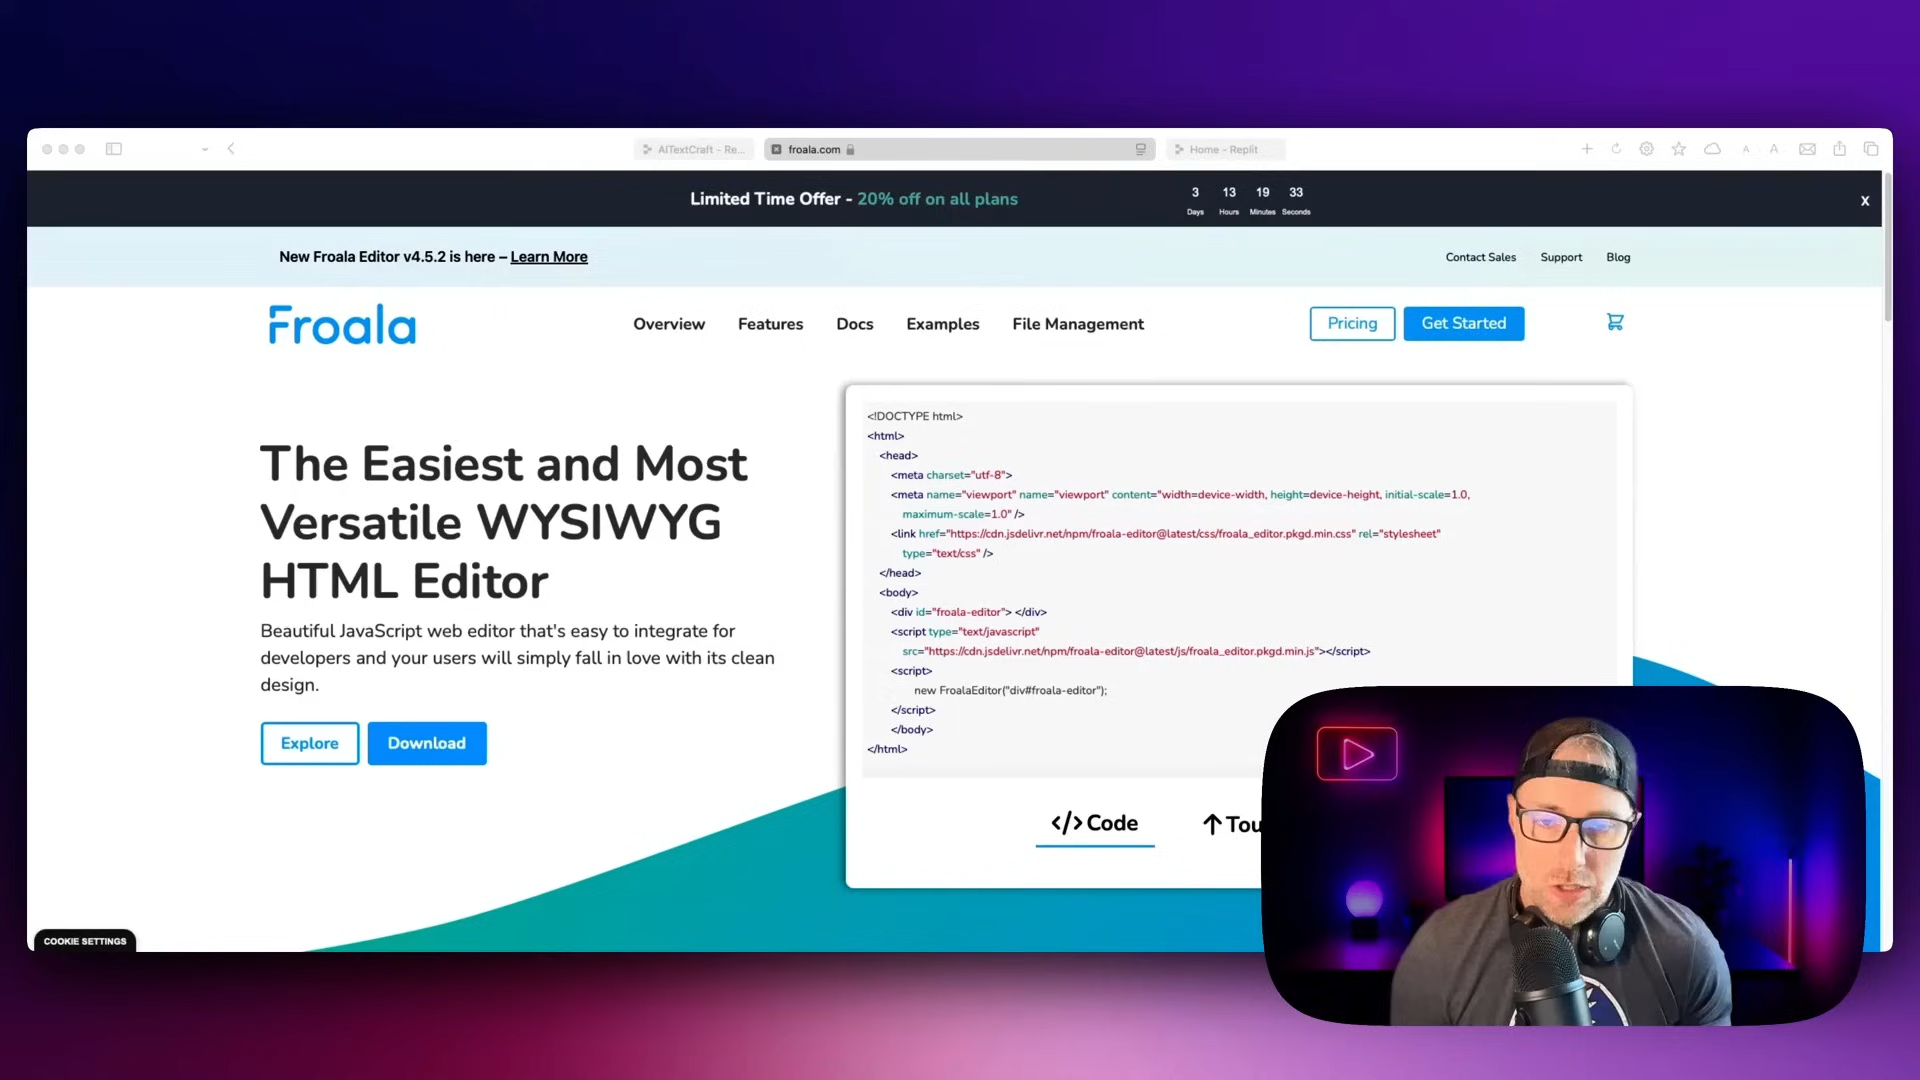 AITextCraft - Re...
froala.com
Home - Replit
A
A
Limited Time Offer - 20% off on all plans
3 13 19 33
Days Hours Minutes Seconds
X
New Froala Editor v4.5.2 is here – Learn More
Contact Sales Support Blog
Froala
Overview Features Docs Examples File Management
Pricing
Get Started
The Easiest and Most
Versatile WYSIWYG
HTML Editor
Beautiful JavaScript web editor that's easy to integrate for
developers and your users will simply fall in love with its clean
design.
Explore
Download
<!DOCTYPE html>
<html>
<head>
<meta charset="utf-8">
<meta name="viewport" name="viewport" content="width=device-width, height=device-height, initial-scale=1.0,
maximum-scale=1.0" />
<link href="https://cdn.jsdelivr.net/npm/froala-editor@latest/css/froala_editor.pkgd.min.css" rel="stylesheet"
type="text/css" />
</head>
<body>
<div id="froala-editor"> </div>
<script type="text/javascript"
src="https://cdn.jsdelivr.net/npm/froala-editor@latest/js/froala_editor.pkgd.min.js"></script>
<script>
new FroalaEditor("div#froala-editor");
</script>
</body>
</html>
</> Code
Tou
COOKIE SETTINGS